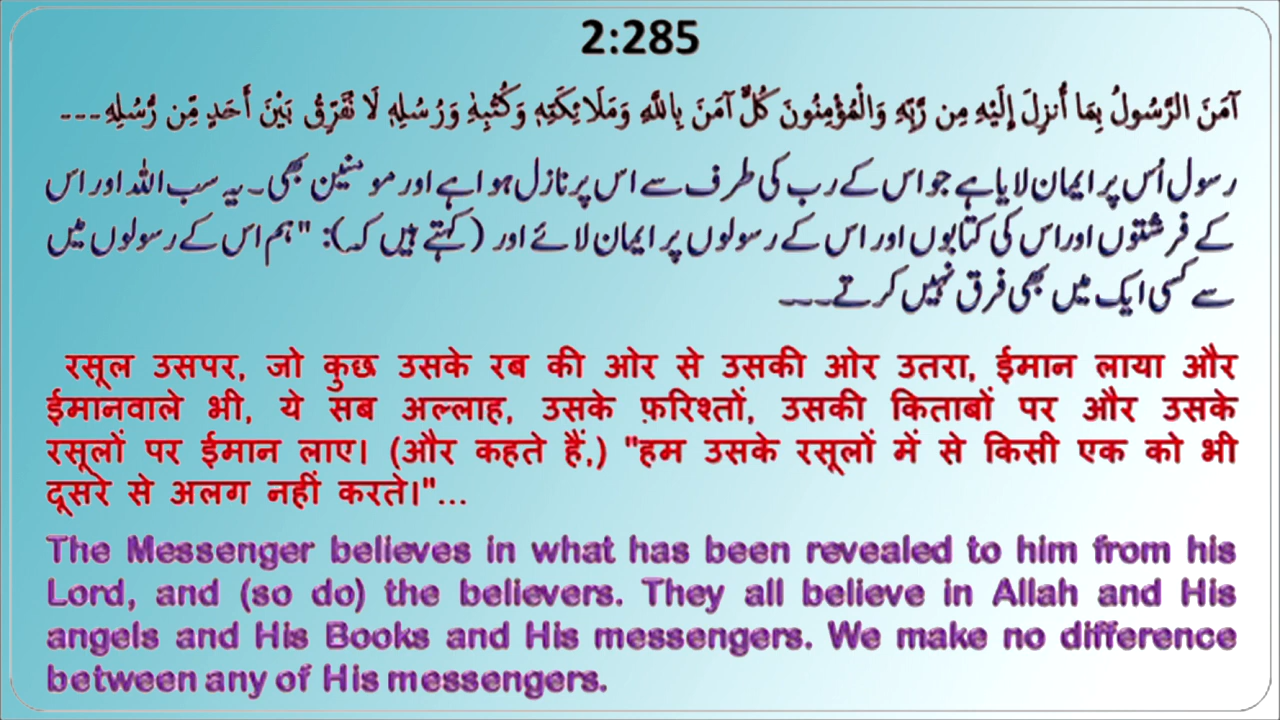 2:285
آمَنَ الرَّسُولُ بِمَا أُنزِلَ إِلَيْهِ مِن رَّبِّهِ وَالْمُؤْمِنُونَ كُلٌّ آمَنَ بِاللَّهِ وَمَلَائِكَتِهِ وَكُتُبِهِ وَرُسُلِهِ لَا نُفَرِّقُ بَيْنَ أَحَدٍ مِّن رُّسُلِهِ---
رسول اُس پر ایمان لایا ہے جو اس کے رب کی طرف سے اس پر نازل ہوا ہے اور مومنین بھی۔ یہ سب اللہ اور اس
کے فرشتوں اور اس کی کتابوں اور اس کے رسولوں پر ایمان لائے اور (کہتے ہیں کہ): "ہم اس کے رسولوں میں
سے کسی ایک میں بھی فرق نہیں کرتے۔۔۔
रसूल उसपर, जो कुछ उसके रब की ओर से उसकी ओर उतरा, ईमान लाया और
ईमानवाले भी, ये सब अल्लाह, उसके फ़रिश्तों, उसकी किताबों पर और उसके
रसूलों पर ईमान लाए। (और कहते हैं,) "हम उसके रसूलों में से किसी एक को भी
दूसरे से अलग नहीं करते।"...
The Messenger believes in what has been revealed to him from his
Lord, and (so do) the believers. They all believe in Allah and His
angels and His Books and His messengers. We make no difference
between any of His messengers.